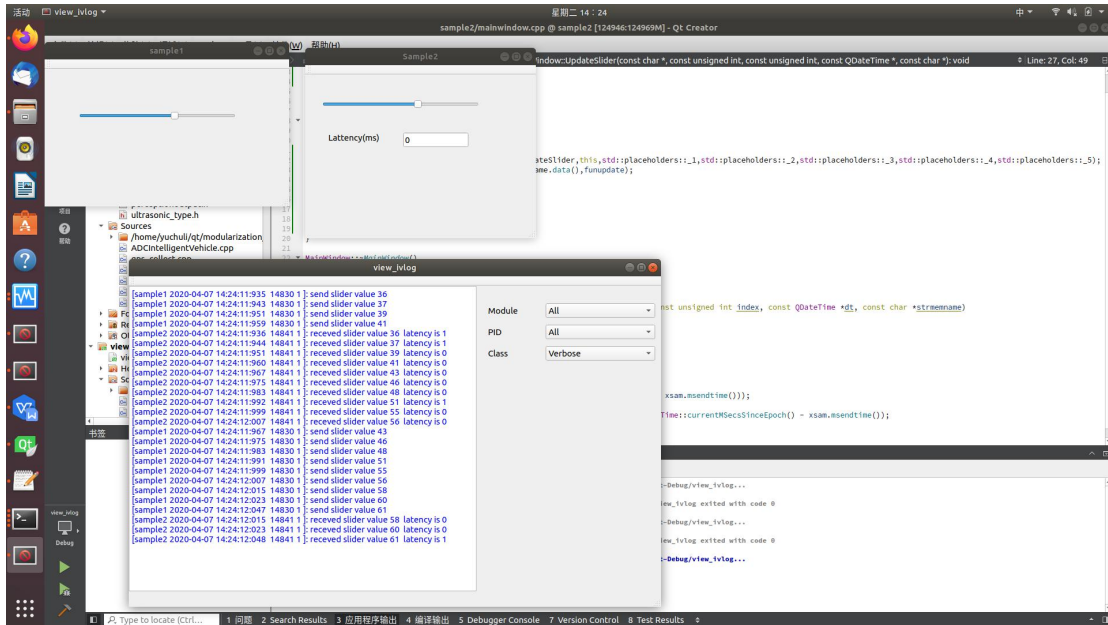 活动 view_ivlog 星期二 14：24 中
sample2/mainwindow.cpp @ sample2 [124946:124969M] - Qt Creator
(W) 帮助(H)
sample1
Sample2
indow::UpdateSlider(const char *, const unsigned int, const unsigned int, const QDateTime *, const char *): void Line: 27, Col: 49
Lattency(ms) 0
ateSlider,this,std::placeholders::_1,std::placeholders::_2,std::placeholders::_3,std::placeholders::_4,std::placeholders::_5);
ame.data(),funupdate);
项目
帮助
ultrasonic_type.h
Sources
/home/yuchuli/qt/modularization
ADCIntelligentVehicle.cpp
17
18
19
20
21
MainWindow::~MainWindow()
view_ivlog
[sample1 2020-04-07 14:24:11:935 14830 1 ]: send slider value 36
[sample1 2020-04-07 14:24:11:943 14830 1 ]: send slider value 37
[sample1 2020-04-07 14:24:11:951 14830 1 ]: send slider value 39
[sample1 2020-04-07 14:24:11:959 14830 1 ]: send slider value 41
[sample2 2020-04-07 14:24:11:936 14841 1 ]: receved slider value 36 latency is 1
[sample2 2020-04-07 14:24:11:944 14841 1 ]: receved slider value 37 latency is 1
[sample2 2020-04-07 14:24:11:951 14841 1 ]: receved slider value 39 latency is 0
[sample2 2020-04-07 14:24:11:960 14841 1 ]: receved slider value 41 latency is 0
[sample2 2020-04-07 14:24:11:967 14841 1 ]: receved slider value 43 latency is 0
[sample2 2020-04-07 14:24:11:975 14841 1 ]: receved slider value 46 latency is 0
[sample2 2020-04-07 14:24:11:983 14841 1 ]: receved slider value 48 latency is 0
[sample2 2020-04-07 14:24:11:992 14841 1 ]: receved slider value 51 latency is 1
[sample2 2020-04-07 14:24:11:999 14841 1 ]: receved slider value 55 latency is 0
[sample2 2020-04-07 14:24:12:007 14841 1 ]: receved slider value 56 latency is 0
[sample1 2020-04-07 14:24:11:967 14830 1 ]: send slider value 43
[sample1 2020-04-07 14:24:11:975 14830 1 ]: send slider value 46
[sample1 2020-04-07 14:24:11:983 14830 1 ]: send slider value 48
[sample1 2020-04-07 14:24:11:991 14830 1 ]: send slider value 51
[sample1 2020-04-07 14:24:11:999 14830 1 ]: send slider value 55
[sample1 2020-04-07 14:24:12:007 14830 1 ]: send slider value 56
[sample1 2020-04-07 14:24:12:015 14830 1 ]: send slider value 58
[sample1 2020-04-07 14:24:12:023 14830 1 ]: send slider value 60
[sample1 2020-04-07 14:24:12:047 14830 1 ]: send slider value 61
[sample2 2020-04-07 14:24:12:015 14841 1 ]: receved slider value 58 latency is 0
[sample2 2020-04-07 14:24:12:023 14841 1 ]: receved slider value 60 latency is 0
[sample2 2020-04-07 14:24:12:048 14841 1 ]: receved slider value 61 latency is 1
Module All
PID All
Class Verbose
nst unsigned int index, const QDateTime *dt, const char *strmemname)
xsam.msendtime()));
Time::currentMSecsSinceEpoch() - xsam.msendtime());
view
书签
:-Debug/view_ivlog...
iew_ivlog exited with code 0
:-Debug/view_ivlog...
iew_ivlog exited with code 0
:-Debug/view_ivlog...
view_ivlog
Debug
Type to locate (Ctrl... 1 问题 2 Search Results 3 应用程序输出 4 编译输出 5 Debugger Console 7 Version Control 8 Test Results